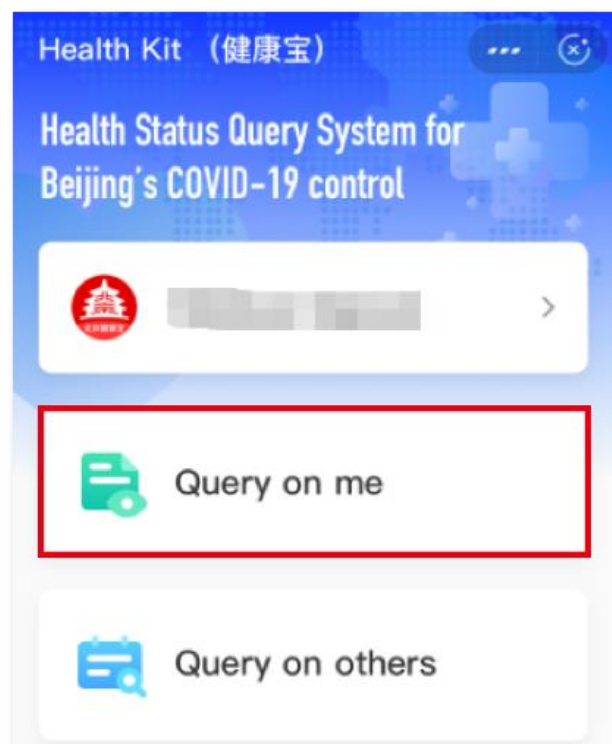 Health Kit （健康宝）
Health Status Query System for
Beijing's COVID-19 control
Query on me
Query on others